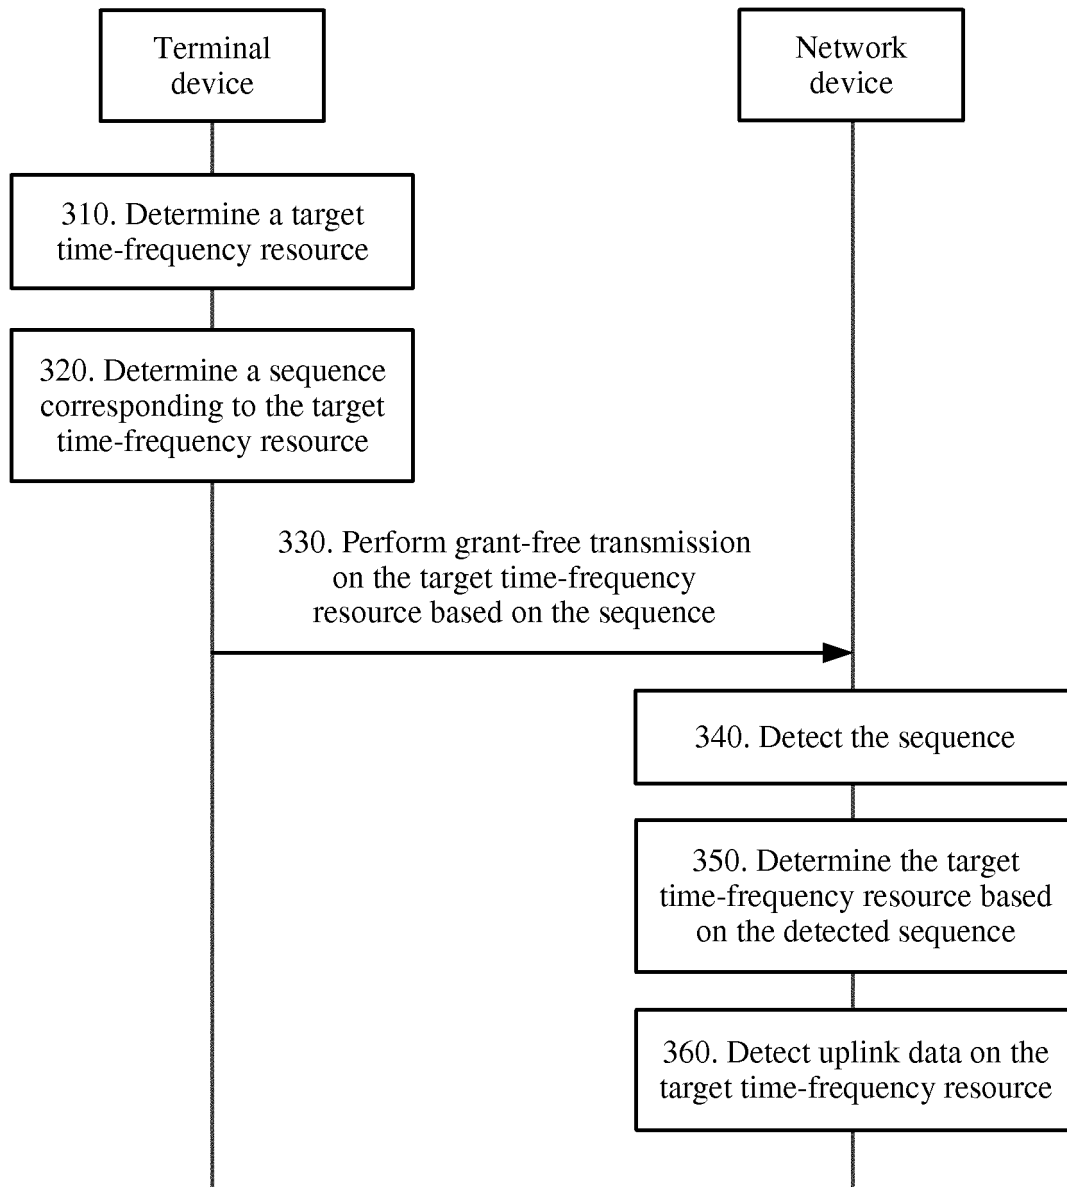 Terminal
device
Network
device
310. Determine a target
time-frequency resource
320. Determine a sequence
corresponding to the target
time-frequency resource
330. Perform grant-free transmission
on the target time-frequency
resource based on the sequence
340. Detect the sequence
350. Determine the target
time-frequency resource based
on the detected sequence
360. Detect uplink data on the
target time-frequency resource